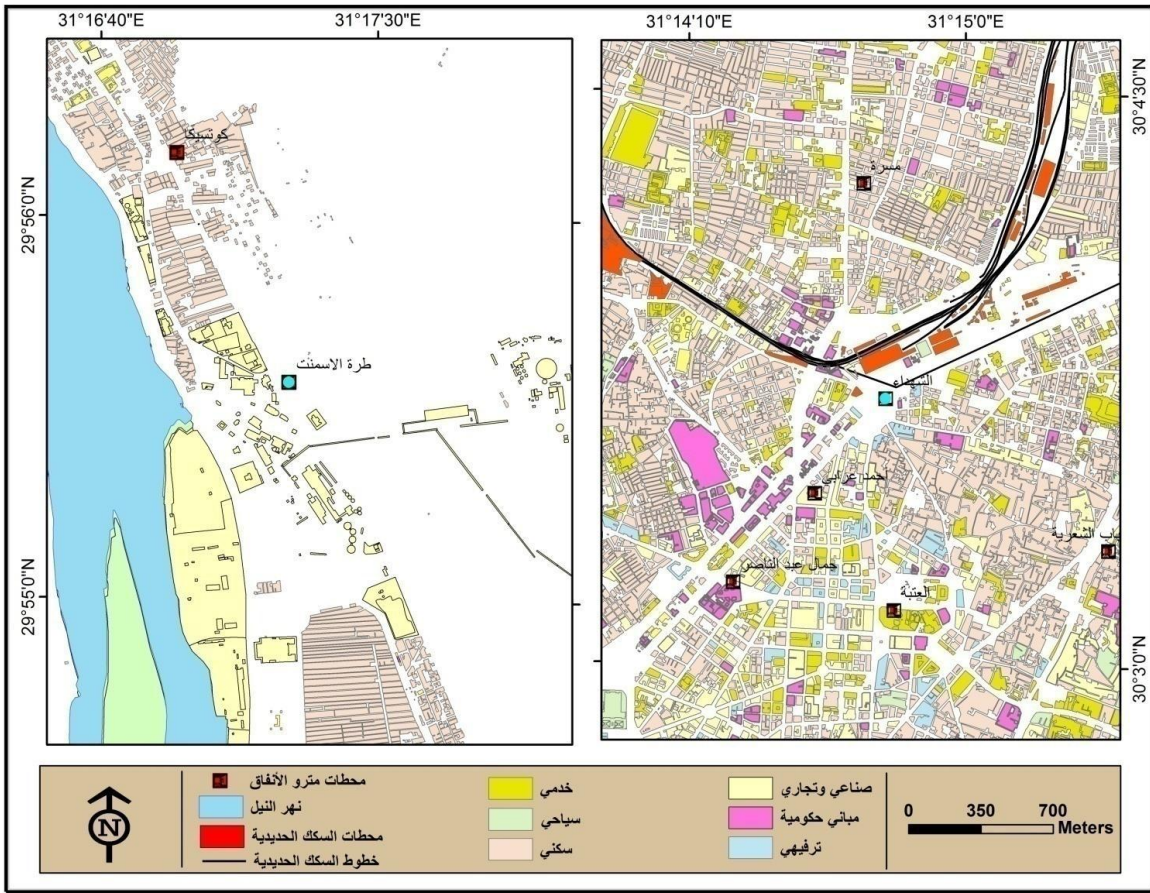 31°16'40"E
31°17'30"E
31°14'10"E
31°15'0"E
29°56'0"N
29°55'0"N
30°4'30"N
30°3'0"N
كوتسيكا
طرة الاسمنت
مسرة
الشهداء
أحمد عرابي
جمال عبد الناصر
العتبة
باب الشعرية
محطات مترو الأنفاق
نهر النيل
محطات السكك الحديدية
خطوط السكك الحديدية
خدمي
سياحي
سكني
صناعي وتجاري
مباني حكومية
ترفيهي
N
0 350 700
Meters